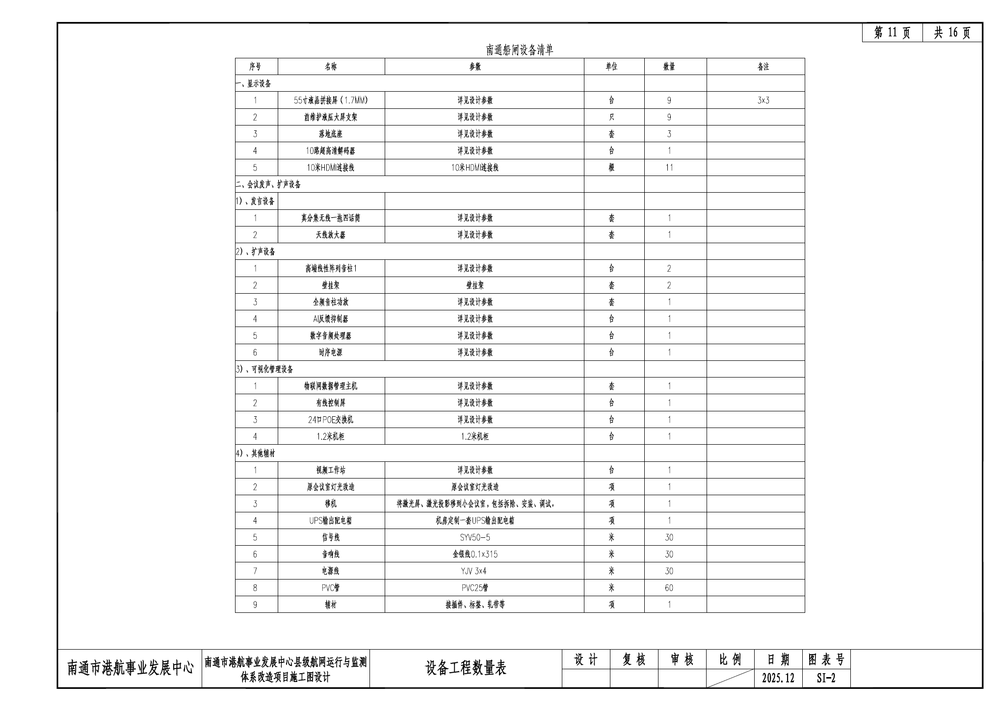 第 11 页 共 16 页
南通船闸设备清单
序号 名称 参数 单位 数量 备注
一、显示设备
1 55寸液晶拼接屏（1.7MM） 详见设计参数 台 9 3x3
2 前维护液压大屏支架 详见设计参数 只 9
3 落地底座 详见设计参数 套 3
4 10路超高清解码器 详见设计参数 台 1
5 10米HDMI连接线 10米HDMI连接线 根 11
二、会议发声、扩声设备
1）、发言设备
1 真分集无线一拖四话筒 详见设计参数 套 1
2 天线放大器 详见设计参数 套 1
2）、扩声设备
1 高端线性阵列音柱1 详见设计参数 台 2
2 壁挂架 壁挂架 套 2
3 全频音柱功放 详见设计参数 套 1
4 AI反馈抑制器 详见设计参数 台 1
5 数字音频处理器 详见设计参数 台 1
6 时序电源 详见设计参数 台 1
3）、可视化管理设备
1 物联网数据管理主机 详见设计参数 套 1
2 有线控制屏 详见设计参数 台 1
3 24口POE交换机 详见设计参数 台 1
4 1.2米机柜 1.2米机柜 台 1
4）、其他辅材
1 视频工作站 详见设计参数 台 1
2 原会议室灯光改造 原会议室灯光改造 项 1
3 移机 将激光屏、激光投影移到小会议室，包括拆除、安装、调试。 项 1
4 UPS输出配电箱 机房定制一套UPS输出配电箱 项 1
5 信号线 SYV50-5 米 30
6 音响线 金银线0.1x315 米 30
7 电源线 YJV 3x4 米 30
8 PVC管 PVC25管 米 60
9 辅材 接插件、标签、轧带等 项 1
南通市港航事业发展中心
南通市港航事业发展中心县级航网运行与监测
体系改造项目施工图设计
设备工程数量表
设 计 复 核 审 核 比 例 日 期 图 表 号
2025.12 SI-2